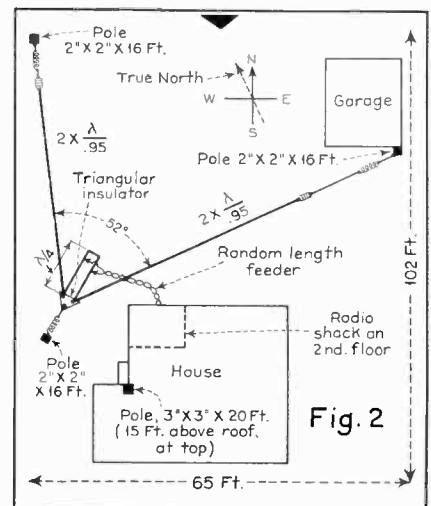 Pole
2"X 2"X 16 Ft.
True North
N
W
E
S
Garage
Pole 2"X 2"X 16 Ft.
2 X λ/.95
Triangular
insulator
52°
2 X λ/.95
λ/4
Random length
feeder
102 Ft.
Radio
shack on
2nd. floor
House
Pole
2"X 2"
X 16 Ft.
Pole, 3"X 3"X 20 Ft.
(15 Ft. above roof,
at top)
Fig. 2
65 Ft.